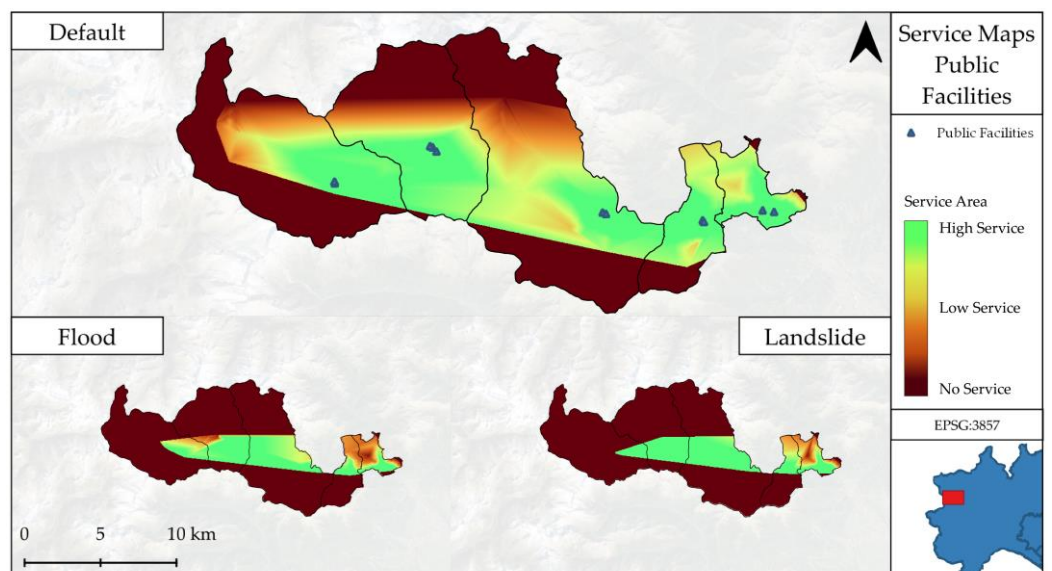 Default
Service Maps
Public
Facilities
Public Facilities
Service Area
High Service
Low Service
No Service
Flood
Landslide
EPSG:3857
0 5 10 km